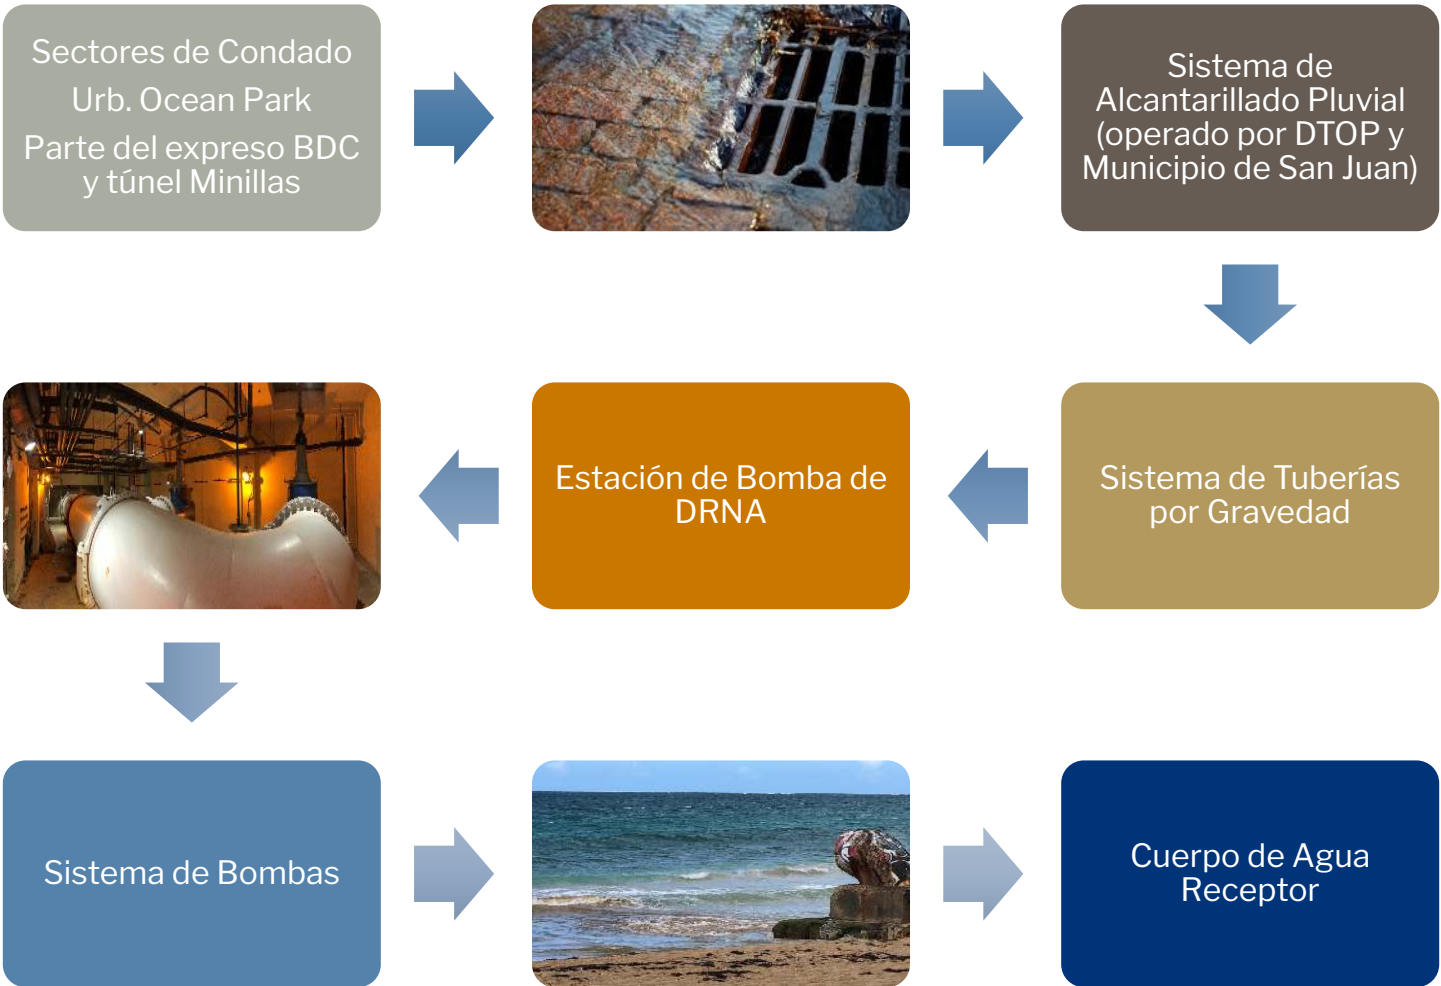 Sectores de Condado
Urb. Ocean Park
Parte del expreso BDC
y túnel Minillas
Sistema de
Alcantarillado Pluvial
(operado por DTOP y
Municipio de San Juan)
Estación de Bomba de
DRNA
Sistema de Tuberías
por Gravedad
Sistema de Bombas
Cuerpo de Agua
Receptor